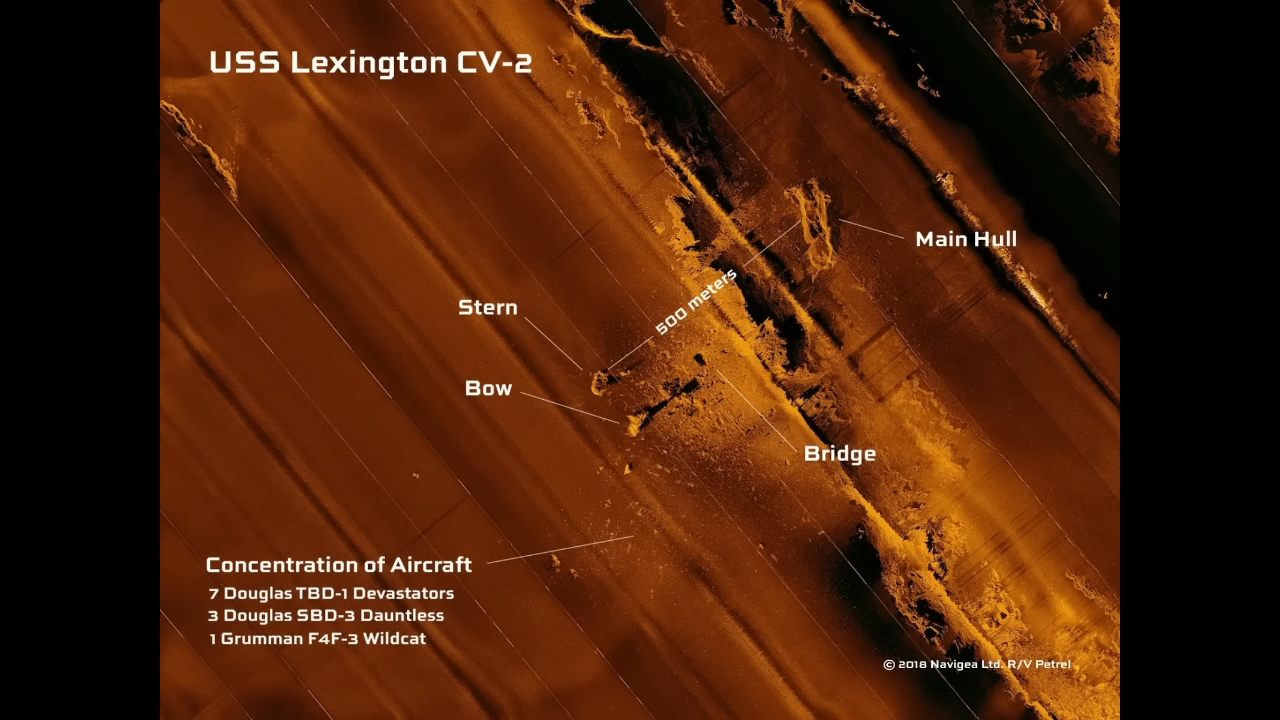 USS Lexington CV-2
Main Hull
500 meters
Stern
Bow
Bridge
Concentration of Aircraft
7 Douglas TBD-1 Devastators
3 Douglas SBD-3 Dauntless
1 Grumman F4F-3 Wildcat
© 2018 Navigea Ltd. R/V Petrel